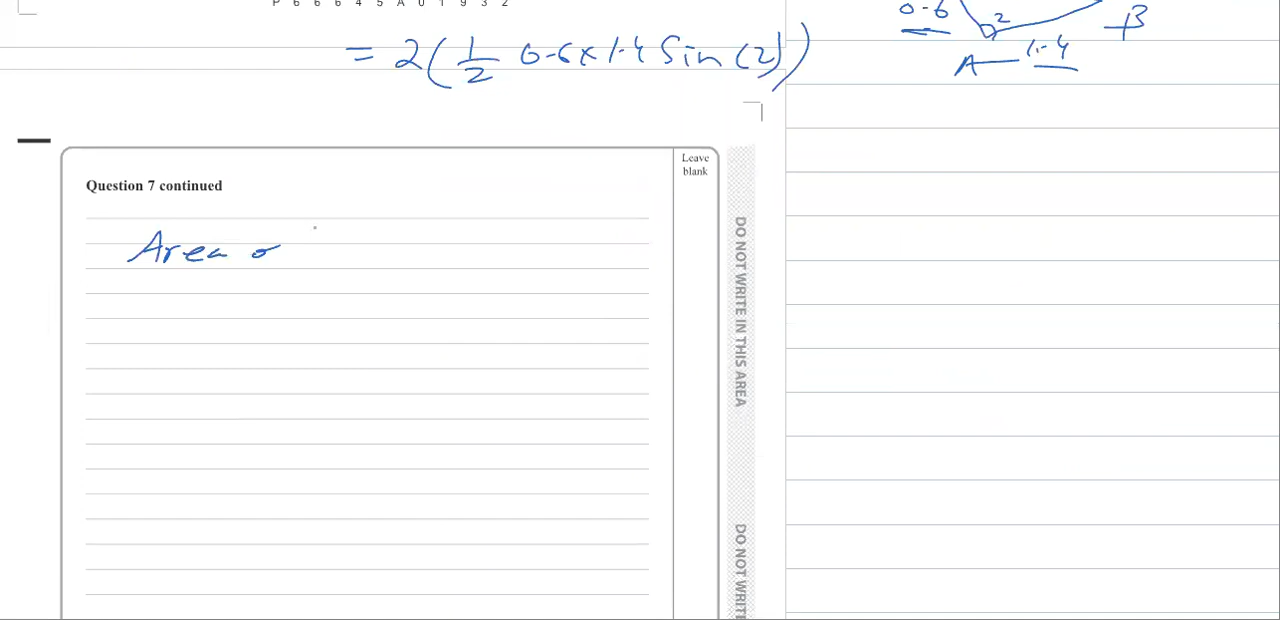 P 6 6 6 4 5 A 0 1 9 3 2
0.6
2
B
A
1.4
= 2(1/2 0.6×1.4 Sin(2))
Leave
blank
Question 7 continued
Area o
DO NOT WRITE IN THIS AREA
DO NOT WRITE